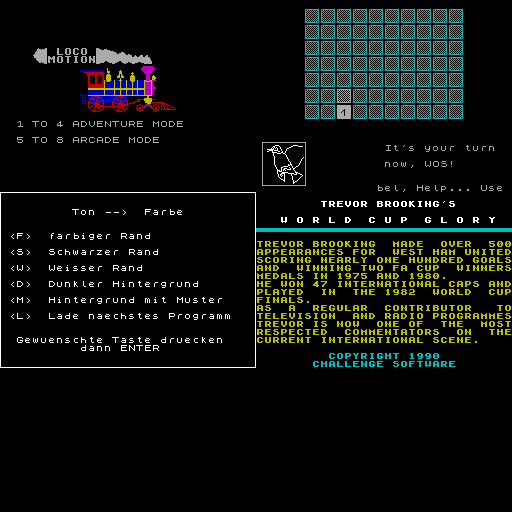 LOCO
MOTION
1 TO 4 ADVENTURE MODE
5 TO 8 ARCADE MODE
1
It's your turn
now, WOS!
bel, Help... Use
Ton --> Farbe
<F> farbiger Rand
<S> Schwarzer Rand
<W> Weisser Rand
<D> Dunkler Hintergrund
<M> Hintergrund mit Muster
<L> Lade naechstes Programm
Gewuenschte Taste druecken
dann ENTER
TREVOR BROOKING'S
WORLD CUP GLORY
TREVOR BROOKING MADE OVER 500
APPEARANCES FOR WEST HAM UNITED
SCORING NEARLY ONE HUNDRED GOALS
AND WINNING TWO FA CUP WINNERS
MEDALS IN 1975 AND 1980.
HE WON 47 INTERNATIONAL CAPS AND
PLAYED IN THE 1982 WORLD CUP
FINALS.
AS A REGULAR CONTRIBUTOR TO
TELEVISION AND RADIO PROGRAMMES
TREVOR IS NOW ONE OF THE MOST
RESPECTED COMMENTATORS ON THE
CURRENT INTERNATIONAL SCENE.
COPYRIGHT 1990
CHALLENGE SOFTWARE